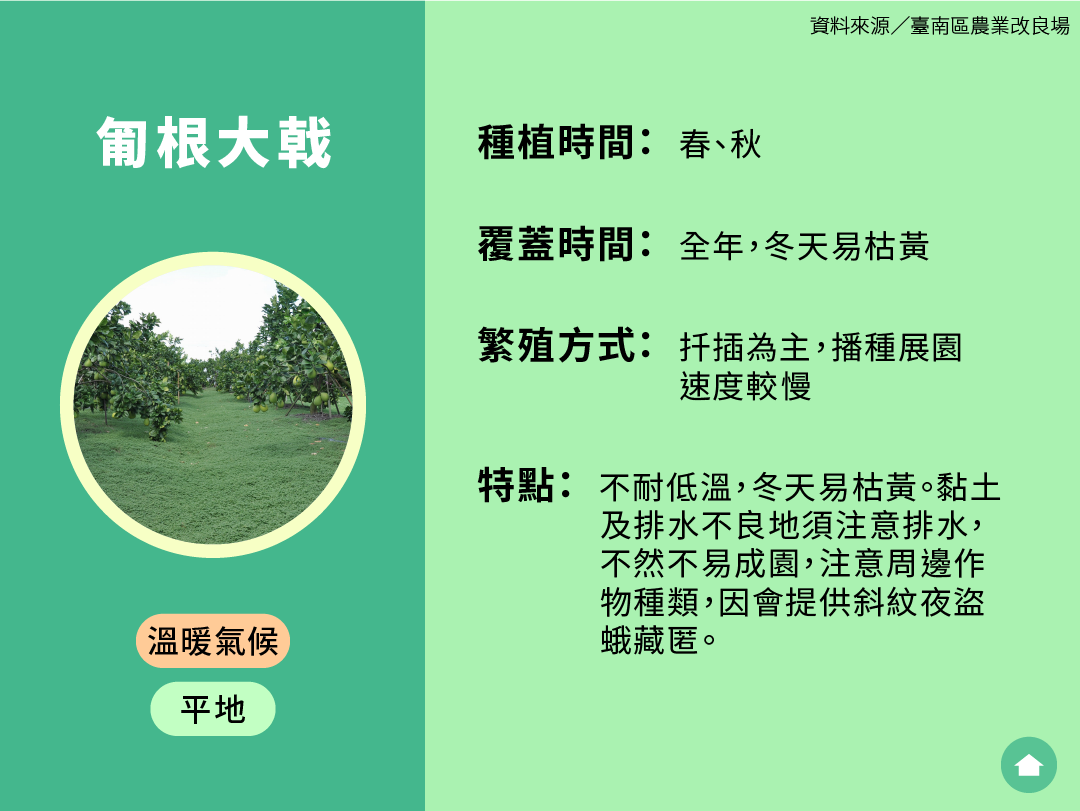 資料來源／臺南區農業改良場
匍根大戟
種植時間：春、秋
覆蓋時間：全年，冬天易枯黃
繁殖方式：扦插為主，播種展園
速度較慢
特點：不耐低溫，冬天易枯黃。黏土
及排水不良地須注意排水，
不然不易成園，注意周邊作
物種類，因會提供斜紋夜盜
蛾藏匿。
溫暖氣候
平地